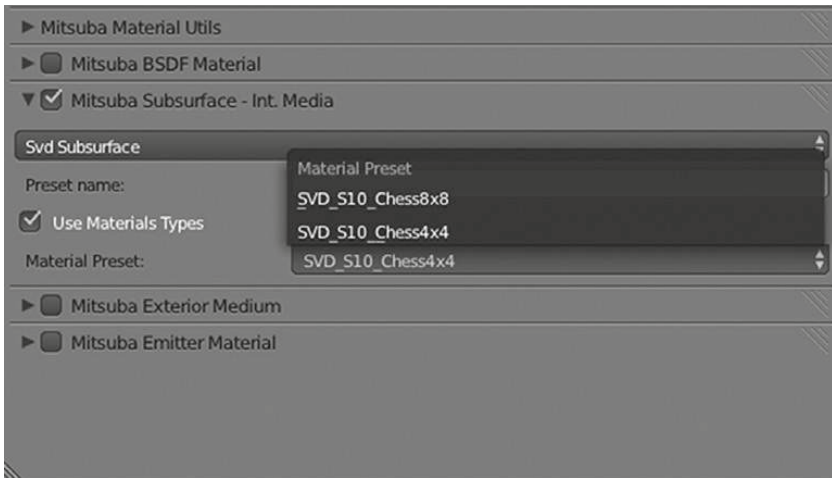 Mitsuba Material Utils
Mitsuba BSDF Material
Mitsuba Subsurface - Int. Media
Svd Subsurface
Material Preset
Preset name:
SVD_S10_Chess8x8
Use Materials Types
SVD_S10_Chess4x4
Material Preset:
SVD_S10_Chess4x4
Mitsuba Exterior Medium
Mitsuba Emitter Material